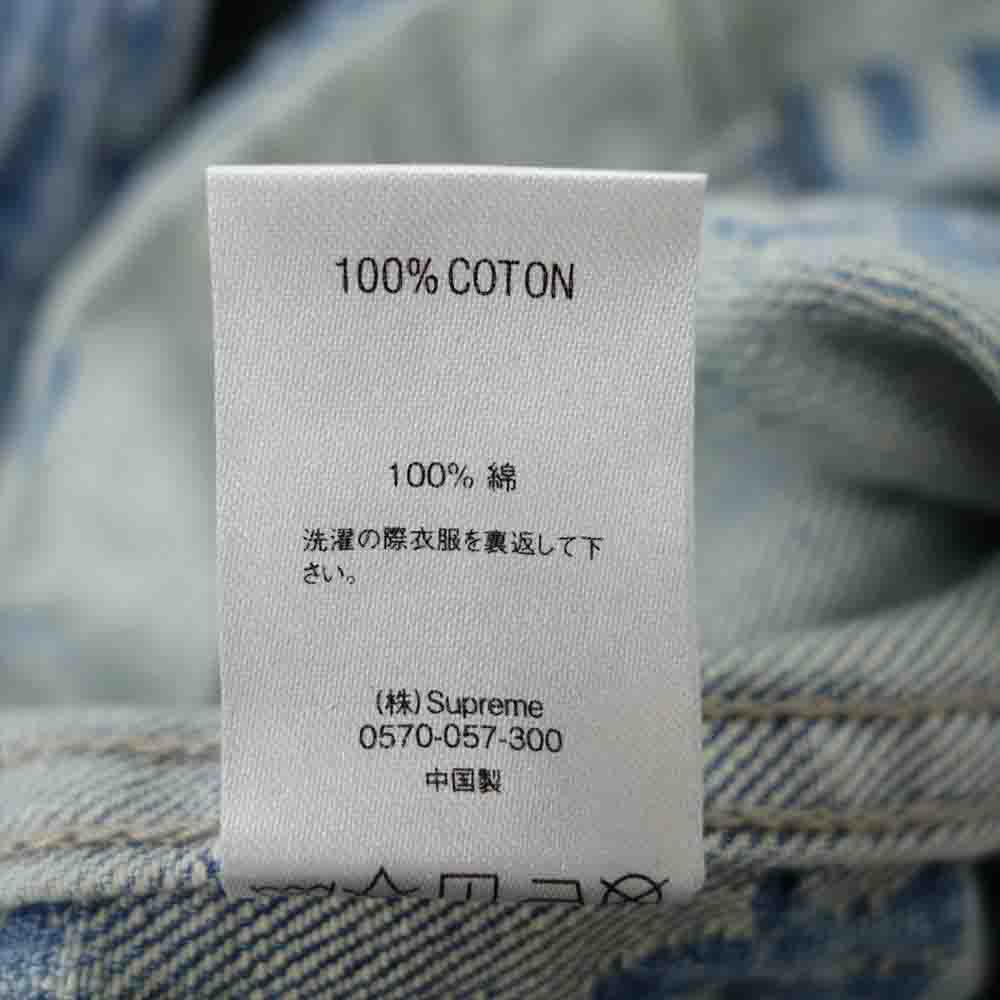 100% COTON
100% 綿
洗濯の際衣服を裏返して下
さい。
(株)Supreme
0570-057-300
中国製